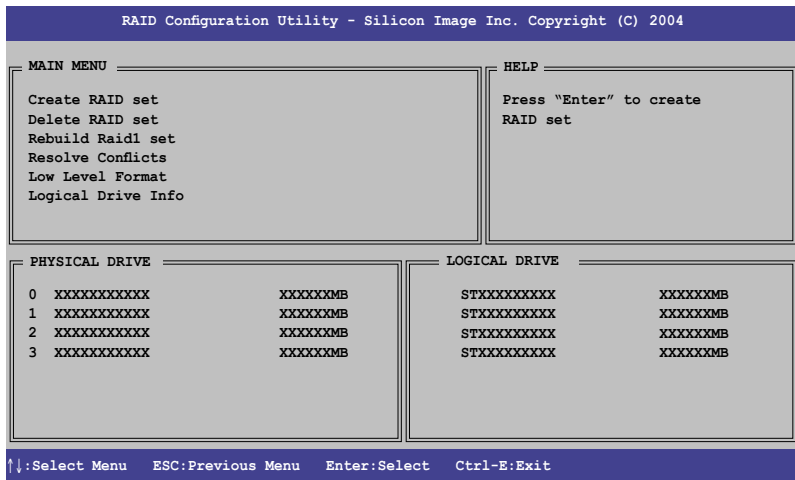 RAID Configuration Utility - Silicon Image Inc. Copyright (C) 2004
MAIN MENU
Create RAID set
Delete RAID set
Rebuild Raid1 set
Resolve Conflicts
Low Level Format
Logical Drive Info
HELP
Press “Enter” to create
RAID set
PHYSICAL DRIVE
0 XXXXXXXXXXX XXXXXXMB
1 XXXXXXXXXXX XXXXXXMB
2 XXXXXXXXXXX XXXXXXMB
3 XXXXXXXXXXX XXXXXXMB
LOGICAL DRIVE
STXXXXXXXXX XXXXXXMB
STXXXXXXXXX XXXXXXMB
STXXXXXXXXX XXXXXXMB
STXXXXXXXXX XXXXXXMB
↑↓:Select Menu ESC:Previous Menu Enter:Select Ctrl-E:Exit